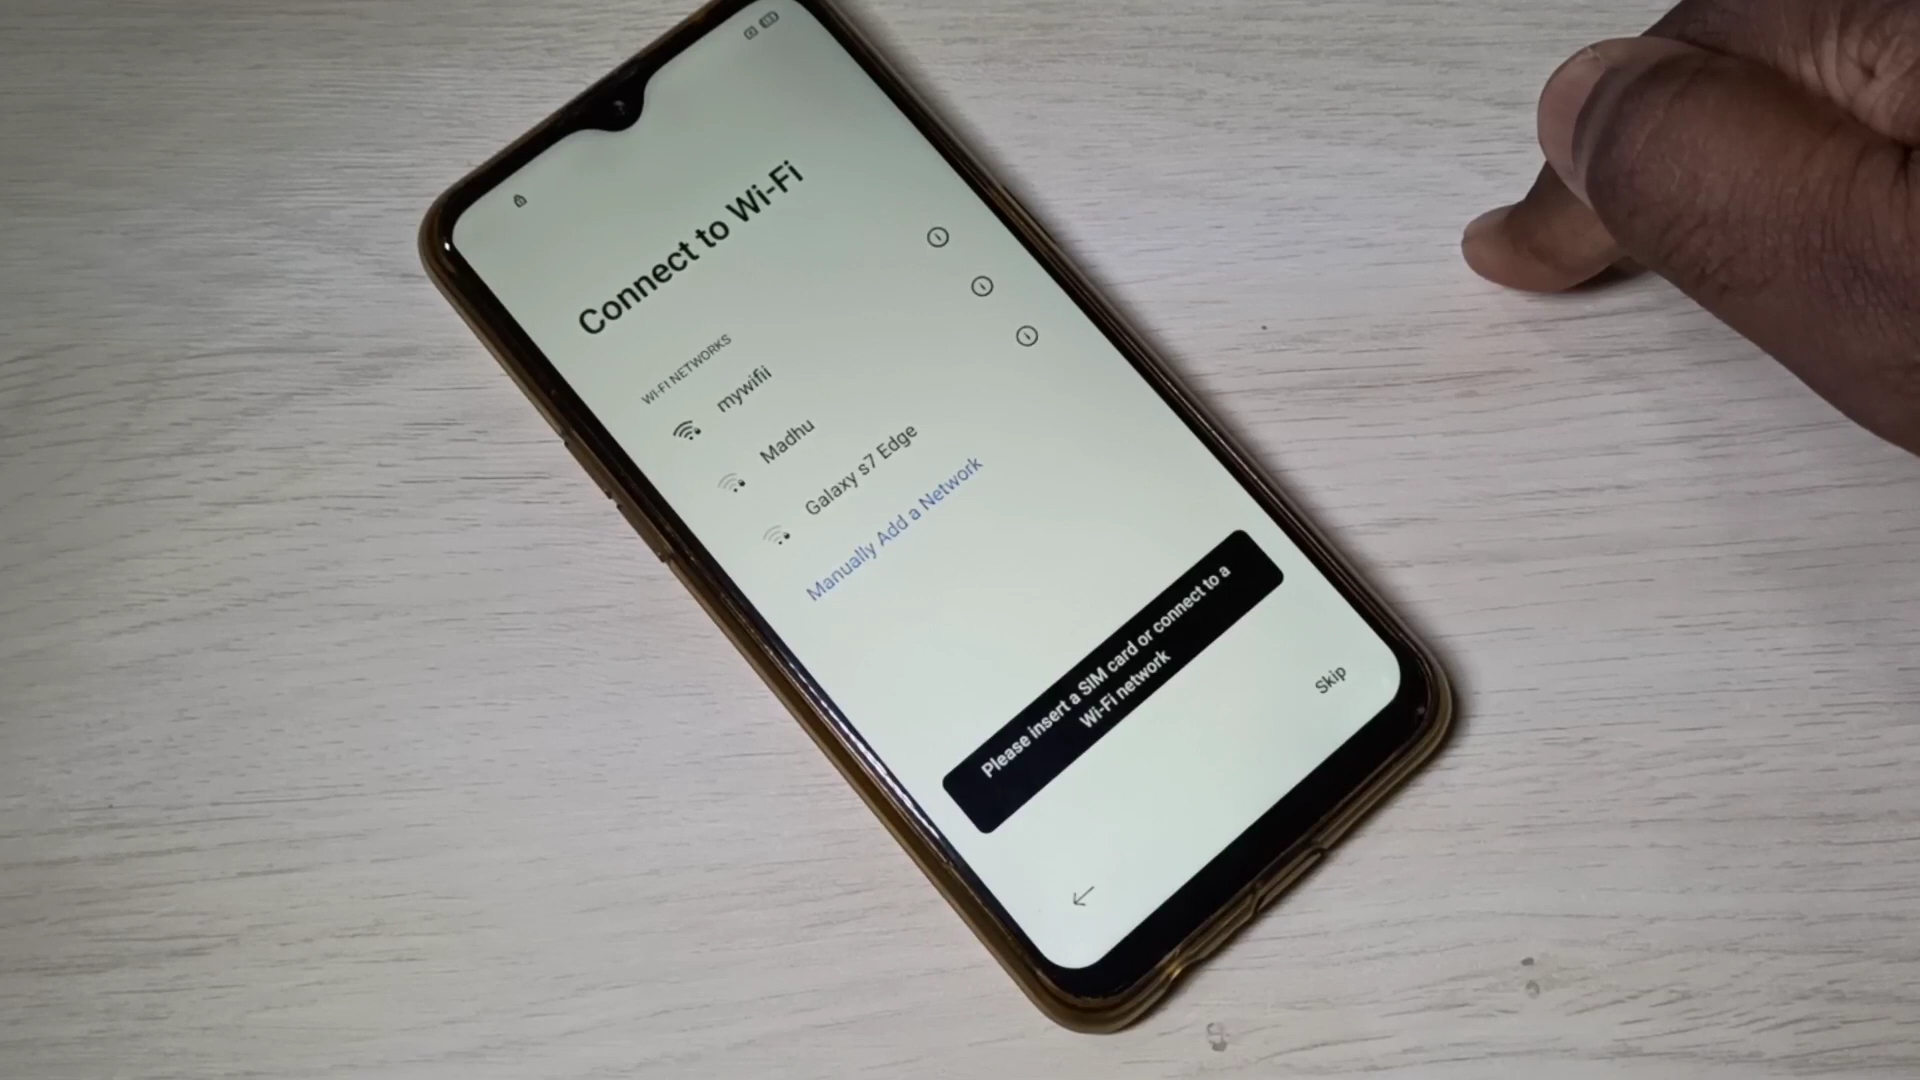 Connect to Wi-Fi
WI-FI NETWORKS
mywifii
Madhu
Galaxy s7 Edge
Manually Add a Network
Please insert a SIM card or connect to a
Wi-Fi network
Skip